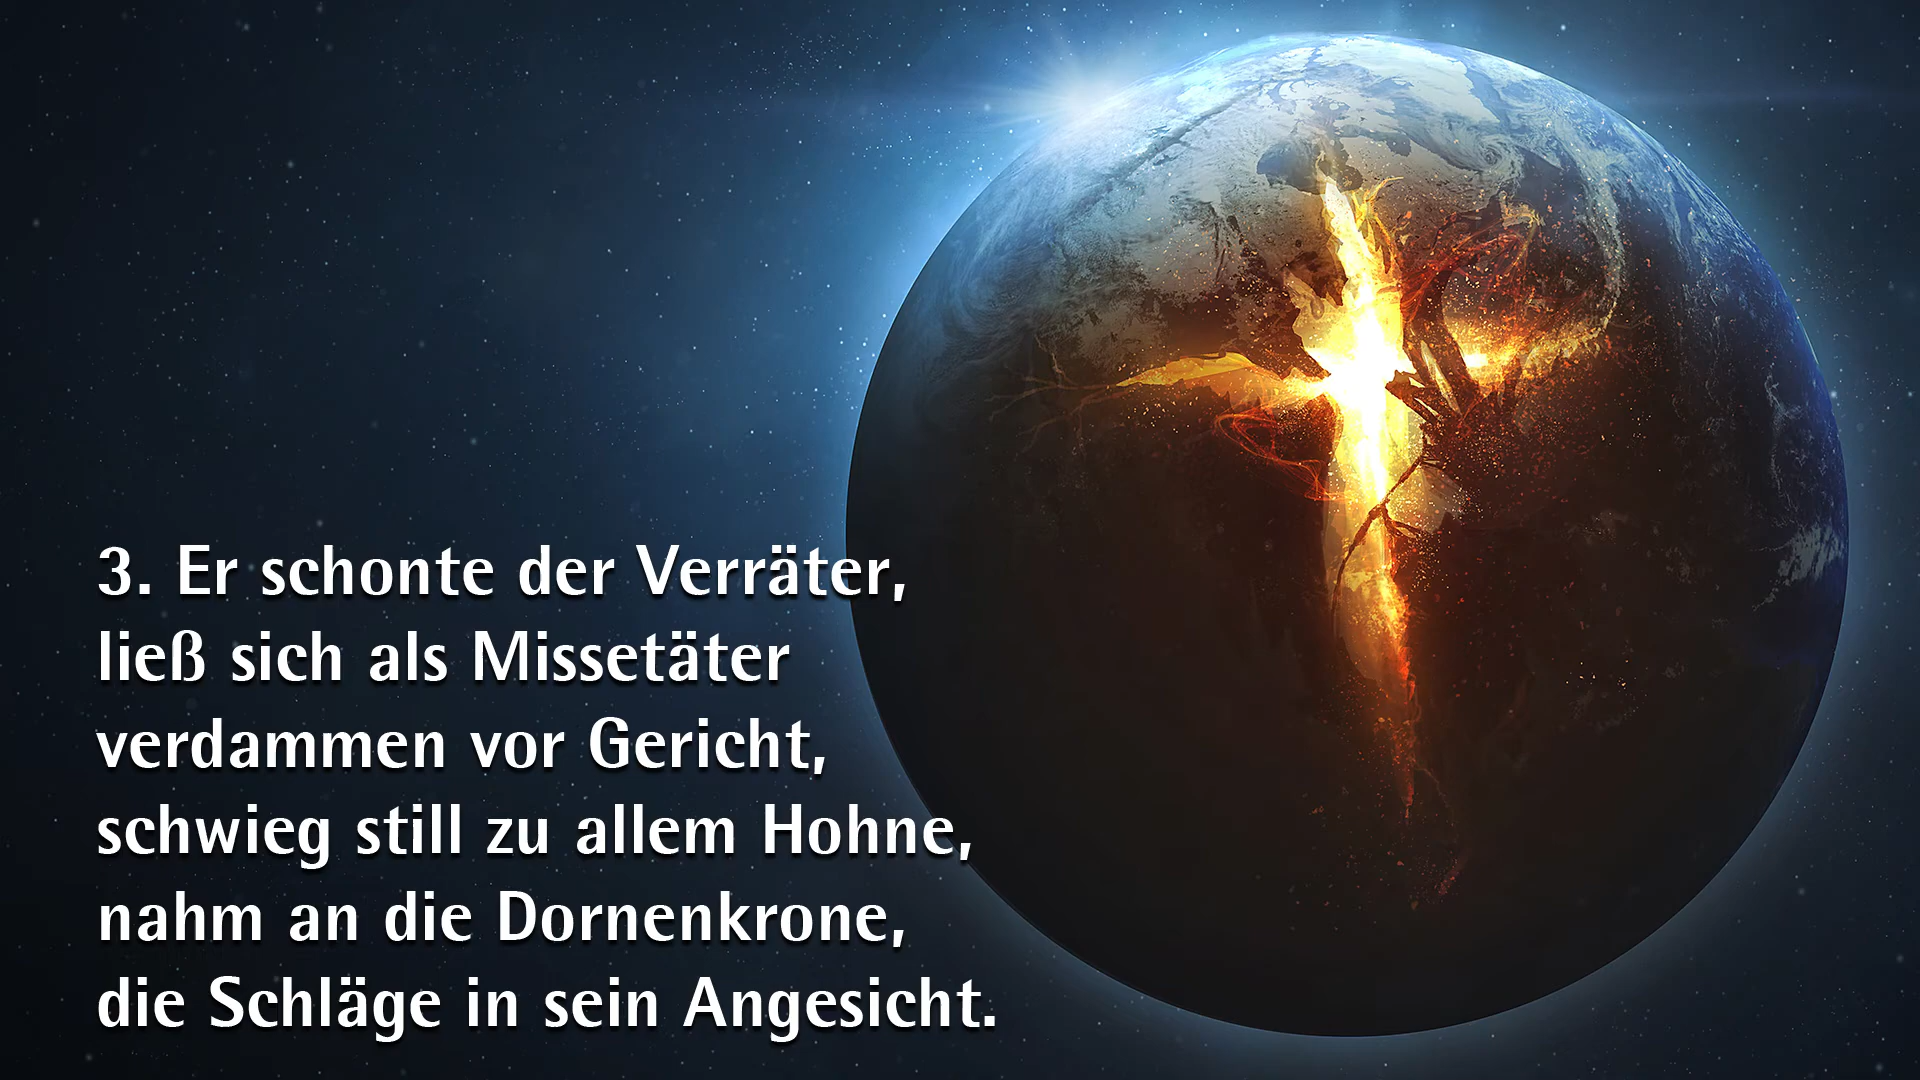 3. Er schonte der Verräter,
ließ sich als Missetäter
verdammen vor Gericht,
schwieg still zu allem Hohne,
nahm an die Dornenkrone,
die Schläge in sein Angesicht.